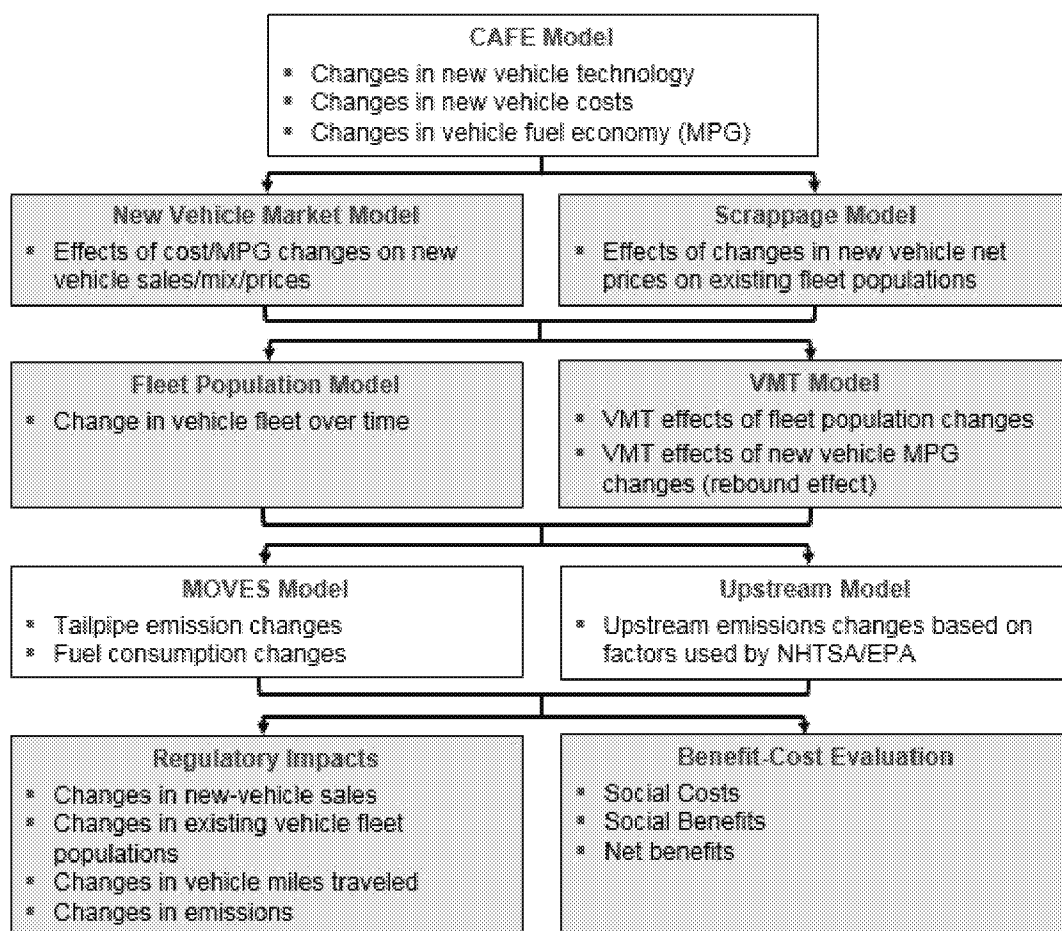 CAFE Model
▪ Changes in new vehicle technology
▪ Changes in new vehicle costs
▪ Changes in vehicle fuel economy (MPG)
New Vehicle Market Model
▪ Effects of cost/MPG changes on new
vehicle sales/mix/prices
Scrappage Model
▪ Effects of changes in new vehicle net
prices on existing fleet populations
Fleet Population Model
▪ Change in vehicle fleet over time
VMT Model
▪ VMT effects of fleet population changes
▪ VMT effects of new vehicle MPG
changes (rebound effect)
MOVES Model
▪ Tailpipe emission changes
▪ Fuel consumption changes
Upstream Model
▪ Upstream emissions changes based on
factors used by NHTSA/EPA
Regulatory Impacts
▪ Changes in new-vehicle sales
▪ Changes in existing vehicle fleet
populations
▪ Changes in vehicle miles traveled
▪ Changes in emissions
Benefit-Cost Evaluation
▪ Social Costs
▪ Social Benefits
▪ Net benefits